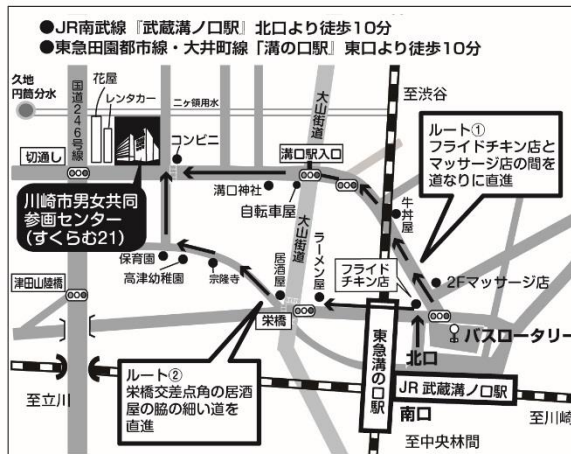 ●JR南武線『武蔵溝ノ口駅』北口より徒歩10分
●東急田園都市線・大井町線「溝の口駅」東口より徒歩10分
久地
円筒分水
国道246号線
花屋
レンタカー
二ヶ領用水
大山街道
至渋谷
コンビニ
切通し
溝口駅入口
ルート①
フライドチキン店と
マッサージ店の間を
道なりに直進
溝口神社
自転車屋
牛丼屋
川崎市男女共同
参画センター
(すくらむ21)
大山街道
保育園
高津幼稚園
宗隆寺
居酒屋
ラーメン屋
フライド
チキン店
2Fマッサージ店
津田山陸橋
栄橋
バスロータリー
北口
ルート②
栄橋交差点角の居酒
屋の脇の細い道を
直進
東急溝の口駅
JR 武蔵溝ノ口駅
南口
至立川
至川崎
至中央林間